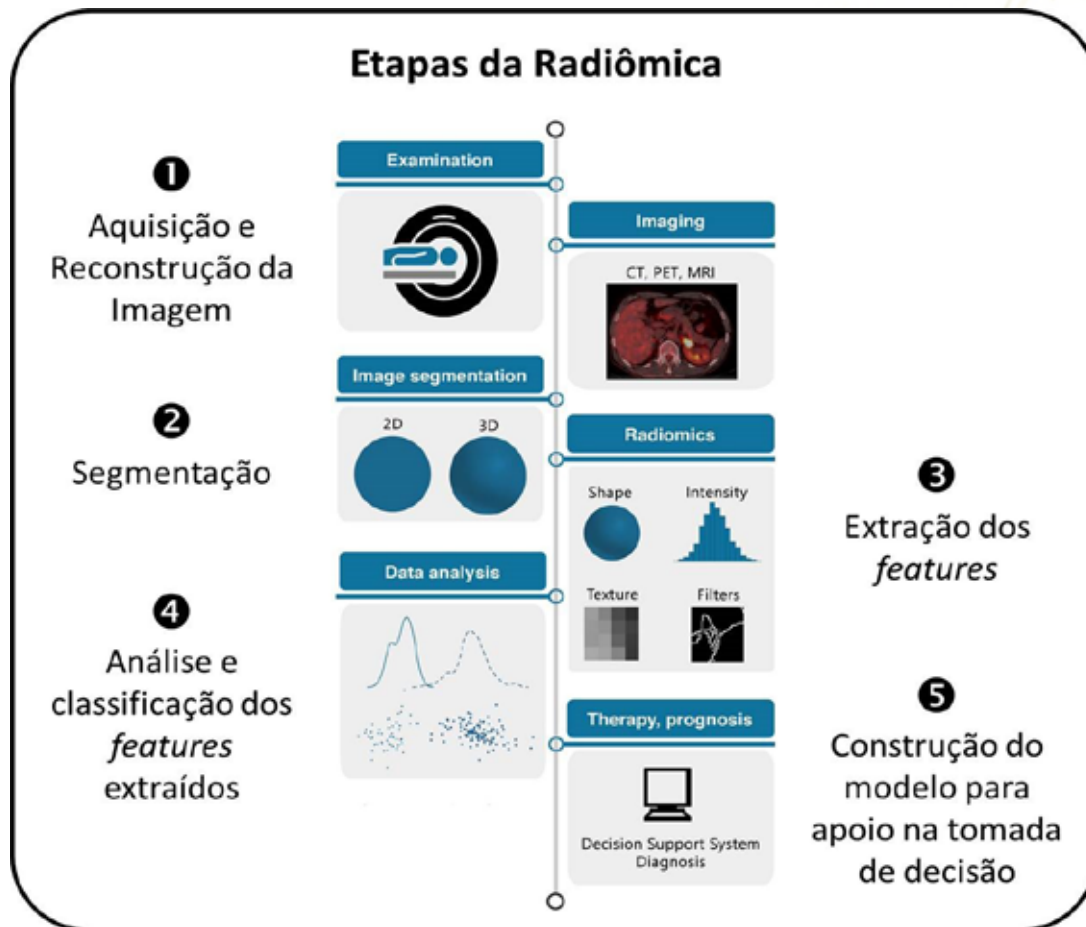 Etapas da Radiômica
❶
Aquisição e
Reconstrução da
Imagem
Examination
Imaging
CT, PET, MRI
❷
Segmentação
Image segmentation
2D 3D
Radiomics
Shape Intensity
Texture Filters
❸
Extração dos
features
❹
Análise e
classificação dos
features
extraídos
Data analysis
Therapy, prognosis
Decision Support System
Diagnosis
❺
Construção do
modelo para
apoio na tomada
de decisão